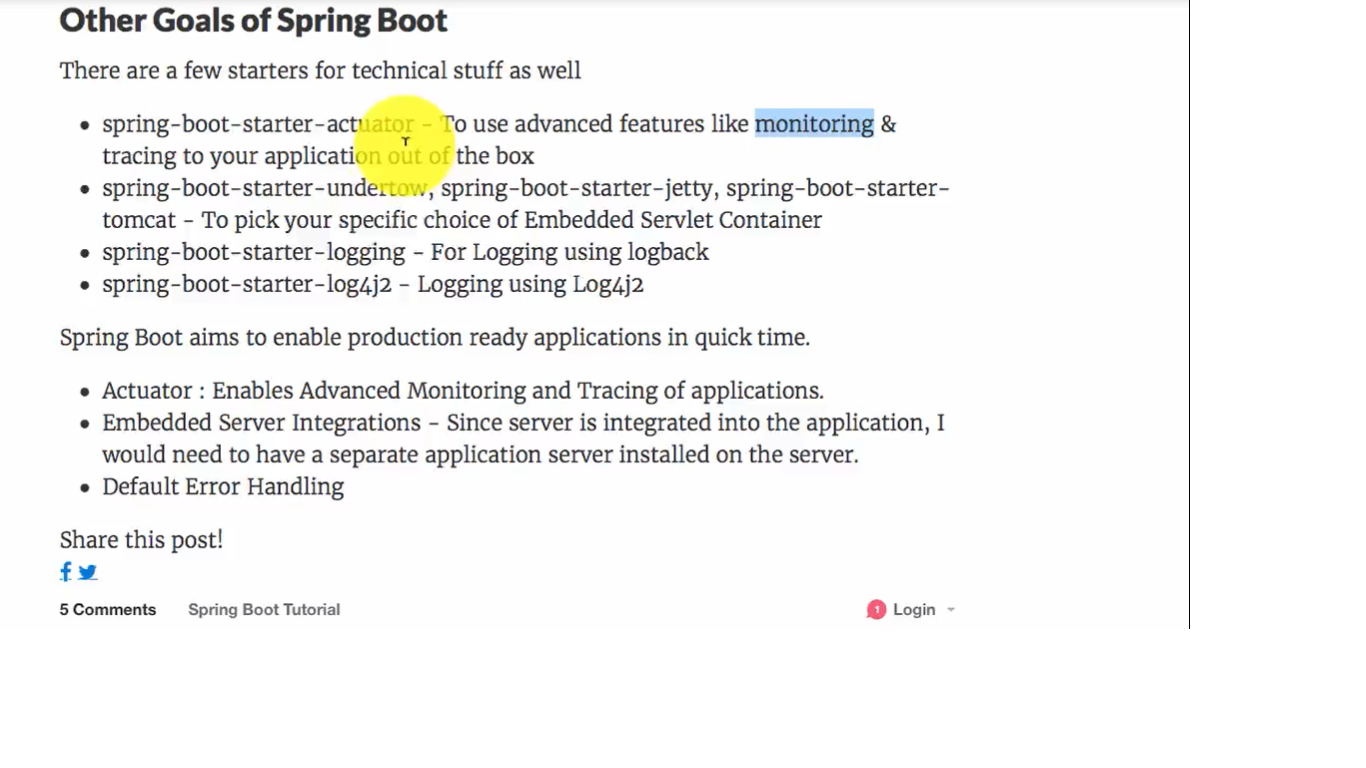 Other Goals of Spring Boot
There are a few starters for technical stuff as well
• spring-boot-starter-actuator - To use advanced features like monitoring &
tracing to your application out of the box
• spring-boot-starter-undertow, spring-boot-starter-jetty, spring-boot-starter-
tomcat - To pick your specific choice of Embedded Servlet Container
• spring-boot-starter-logging - For Logging using logback
• spring-boot-starter-log4j2 - Logging using Log4j2
Spring Boot aims to enable production ready applications in quick time.
• Actuator : Enables Advanced Monitoring and Tracing of applications.
• Embedded Server Integrations - Since server is integrated into the application, I
would need to have a separate application server installed on the server.
• Default Error Handling
Share this post!
5 Comments Spring Boot Tutorial 1 Login